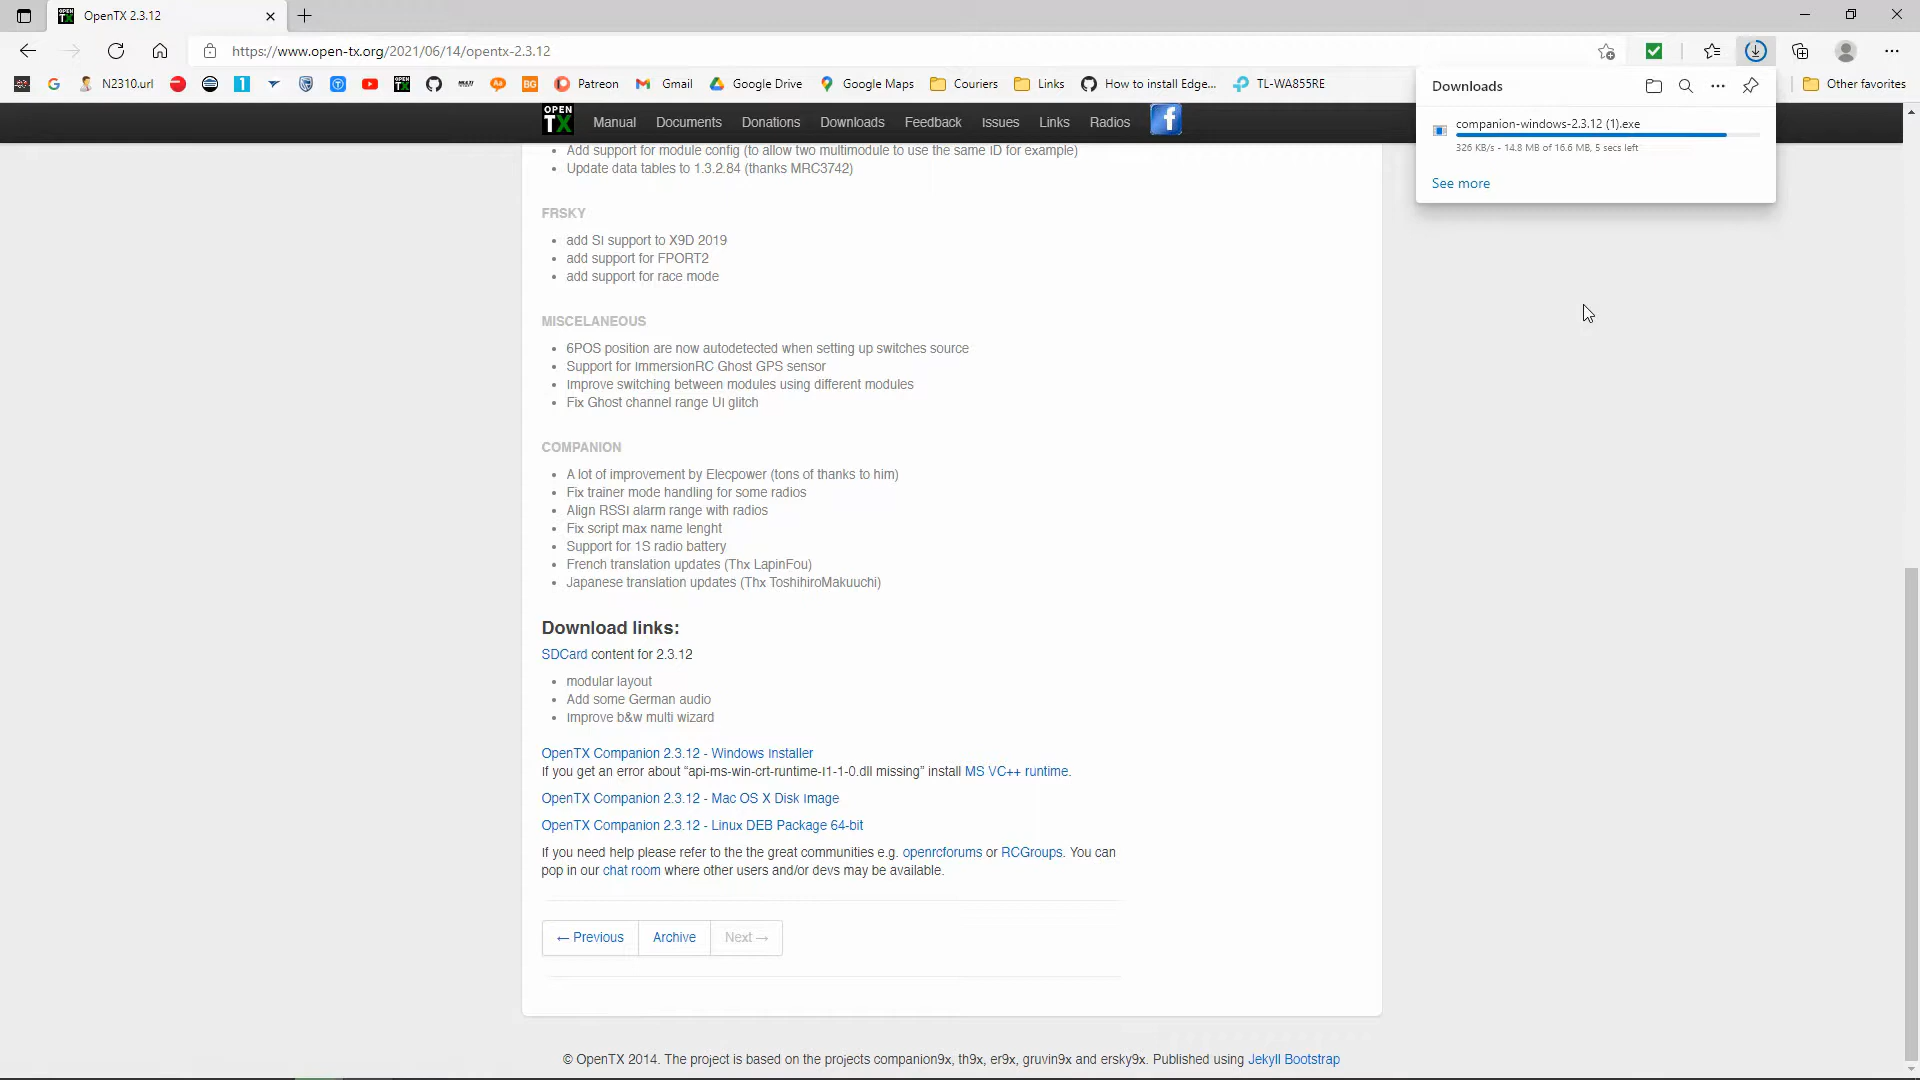 OpenTX 2.3.12
https://www.open-tx.org/2021/06/14/opentx-2.3.12
N2310.url
Patreon
Gmail
Google Drive
Google Maps
Couriers
Links
How to install Edge...
TL-WA855RE
Other favorites
Downloads
companion-windows-2.3.12 (1).exe
326 KB/s - 14.8 MB of 16.6 MB, 5 secs left
See more
OPEN
TX
Manual
Documents
Donations
Downloads
Feedback
Issues
Links
Radios
• Add support for module config (to allow two multimodule to use the same ID for example)
• Update data tables to 1.3.2.84 (thanks MRC3742)
FRSKY
• add SI support to X9D 2019
• add support for FPORT2
• add support for race mode
MISCELANEOUS
• 6POS position are now autodetected when setting up switches source
• Support for ImmersionRC Ghost GPS sensor
• Improve switching between modules using different modules
• Fix Ghost channel range UI glitch
COMPANION
• A lot of improvement by Elecpower (tons of thanks to him)
• Fix trainer mode handling for some radios
• Align RSSI alarm range with radios
• Fix script max name lenght
• Support for 1S radio battery
• French translation updates (Thx LapinFou)
• Japanese translation updates (Thx ToshihiroMakuuchi)
Download links:
SDCard content for 2.3.12
• modular layout
• Add some German audio
• Improve b&w multi wizard
OpenTX Companion 2.3.12 - Windows Installer
If you get an error about “api-ms-win-crt-runtime-l1-1-0.dll missing” install MS VC++ runtime.
OpenTX Companion 2.3.12 - Mac OS X Disk Image
OpenTX Companion 2.3.12 - Linux DEB Package 64-bit
If you need help please refer to the the great communities e.g. openrcforums or RCGroups. You can
pop in our chat room where other users and/or devs may be available.
← Previous
Archive
Next →
© OpenTX 2014. The project is based on the projects companion9x, th9x, er9x, gruvin9x and ersky9x. Published using Jekyll Bootstrap